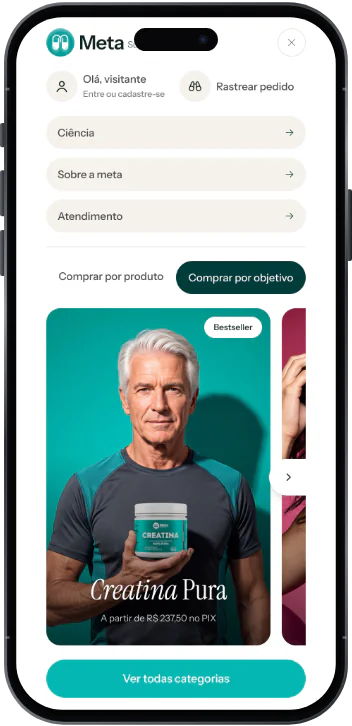 Meta
Olá, visitante
Entre ou cadastre-se
Rastrear pedido
Ciência
Sobre a meta
Atendimento
Comprar por produto
Comprar por objetivo
Bestseller
META
CREATINA
Creatina Pura
A partir de R$ 237,50 no PIX
Ver todas categorias